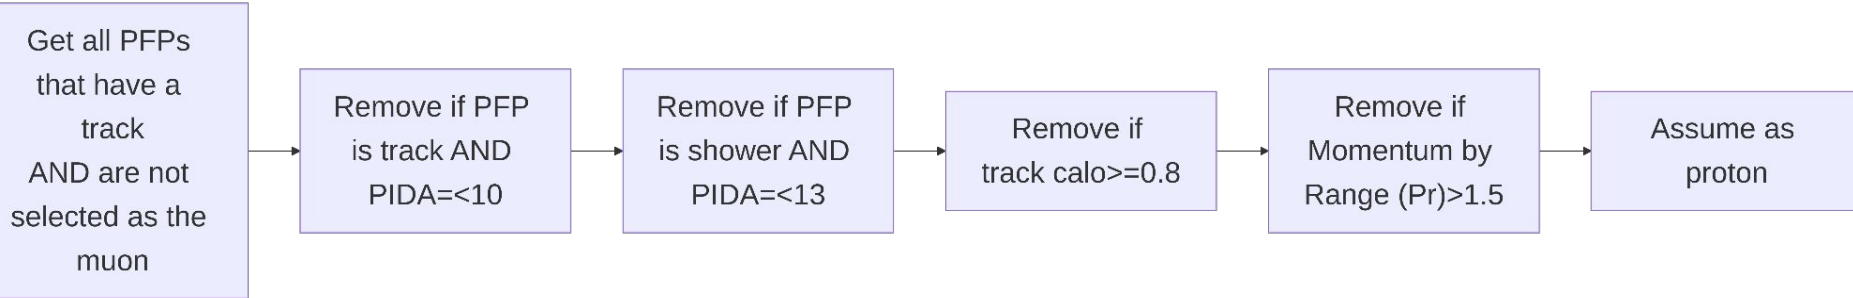 Get all PFPs
that have a
track
AND are not
selected as the
muon
Remove if PFP
is track AND
PIDA=<10
Remove if PFP
is shower AND
PIDA=<13
Remove if
track calo>=0.8
Remove if
Momentum by
Range (Pr)>1.5
Assume as
proton